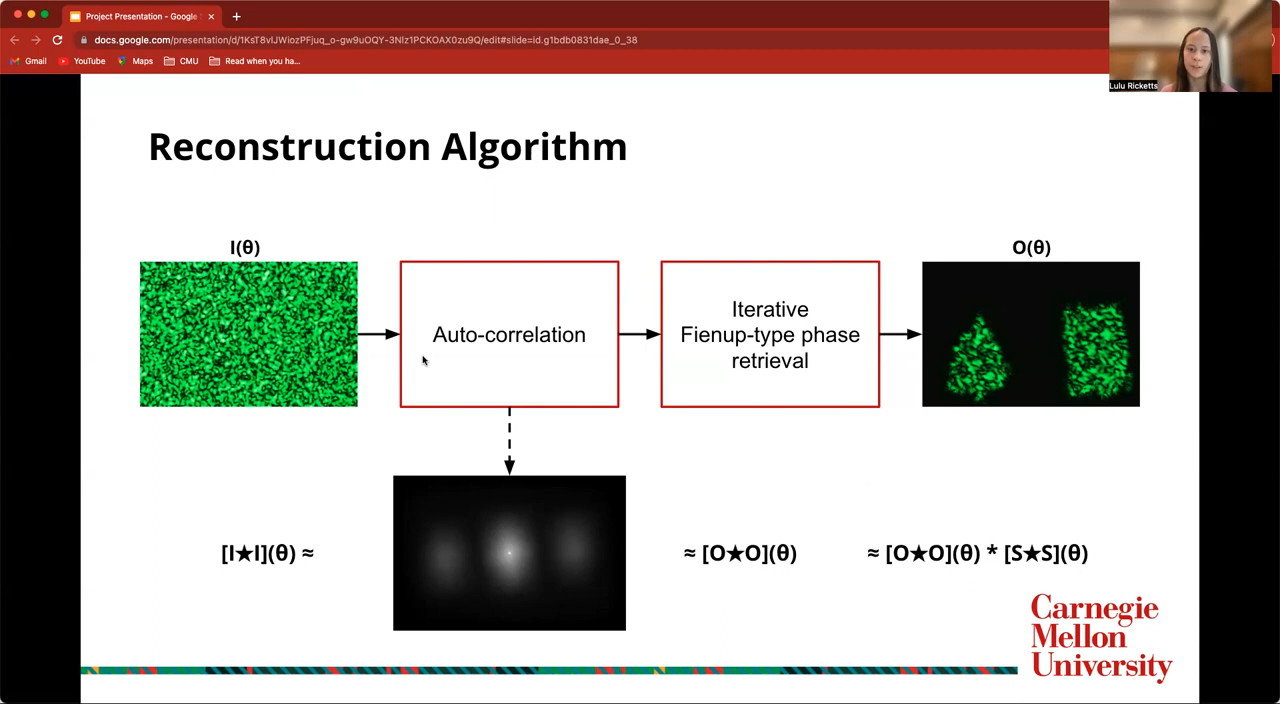 Project Presentation - Google
docs.google.com/presentation/d/1KsT8vIJWiozPFjuq_o-gw9uOQY-3Nlz1PCKOAX0zu9Q/edit#slide=id.g1bdb0831dae_0_38
Gmail YouTube Maps CMU Read when you ha...
Lulu Ricketts
Reconstruction Algorithm
I(θ)
O(θ)
Auto-correlation
Iterative
Fienup-type phase
retrieval
[I★I](θ) ≈
≈ [O★O](θ)
≈ [O★O](θ) * [S★S](θ)
Carnegie
Mellon
University